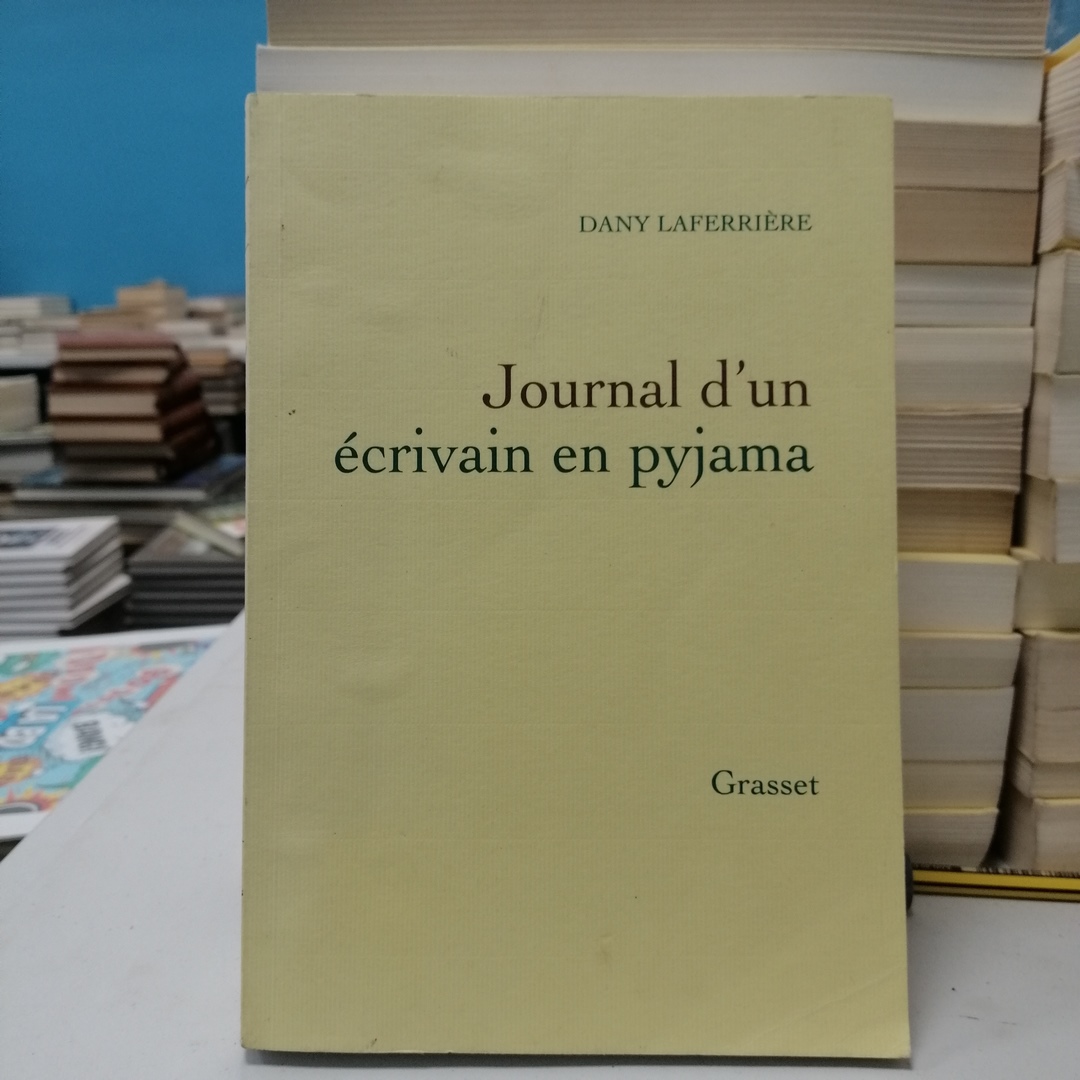 DANY LAFERRIÈRE
Journal d'un
écrivain en pyjama
Grasset